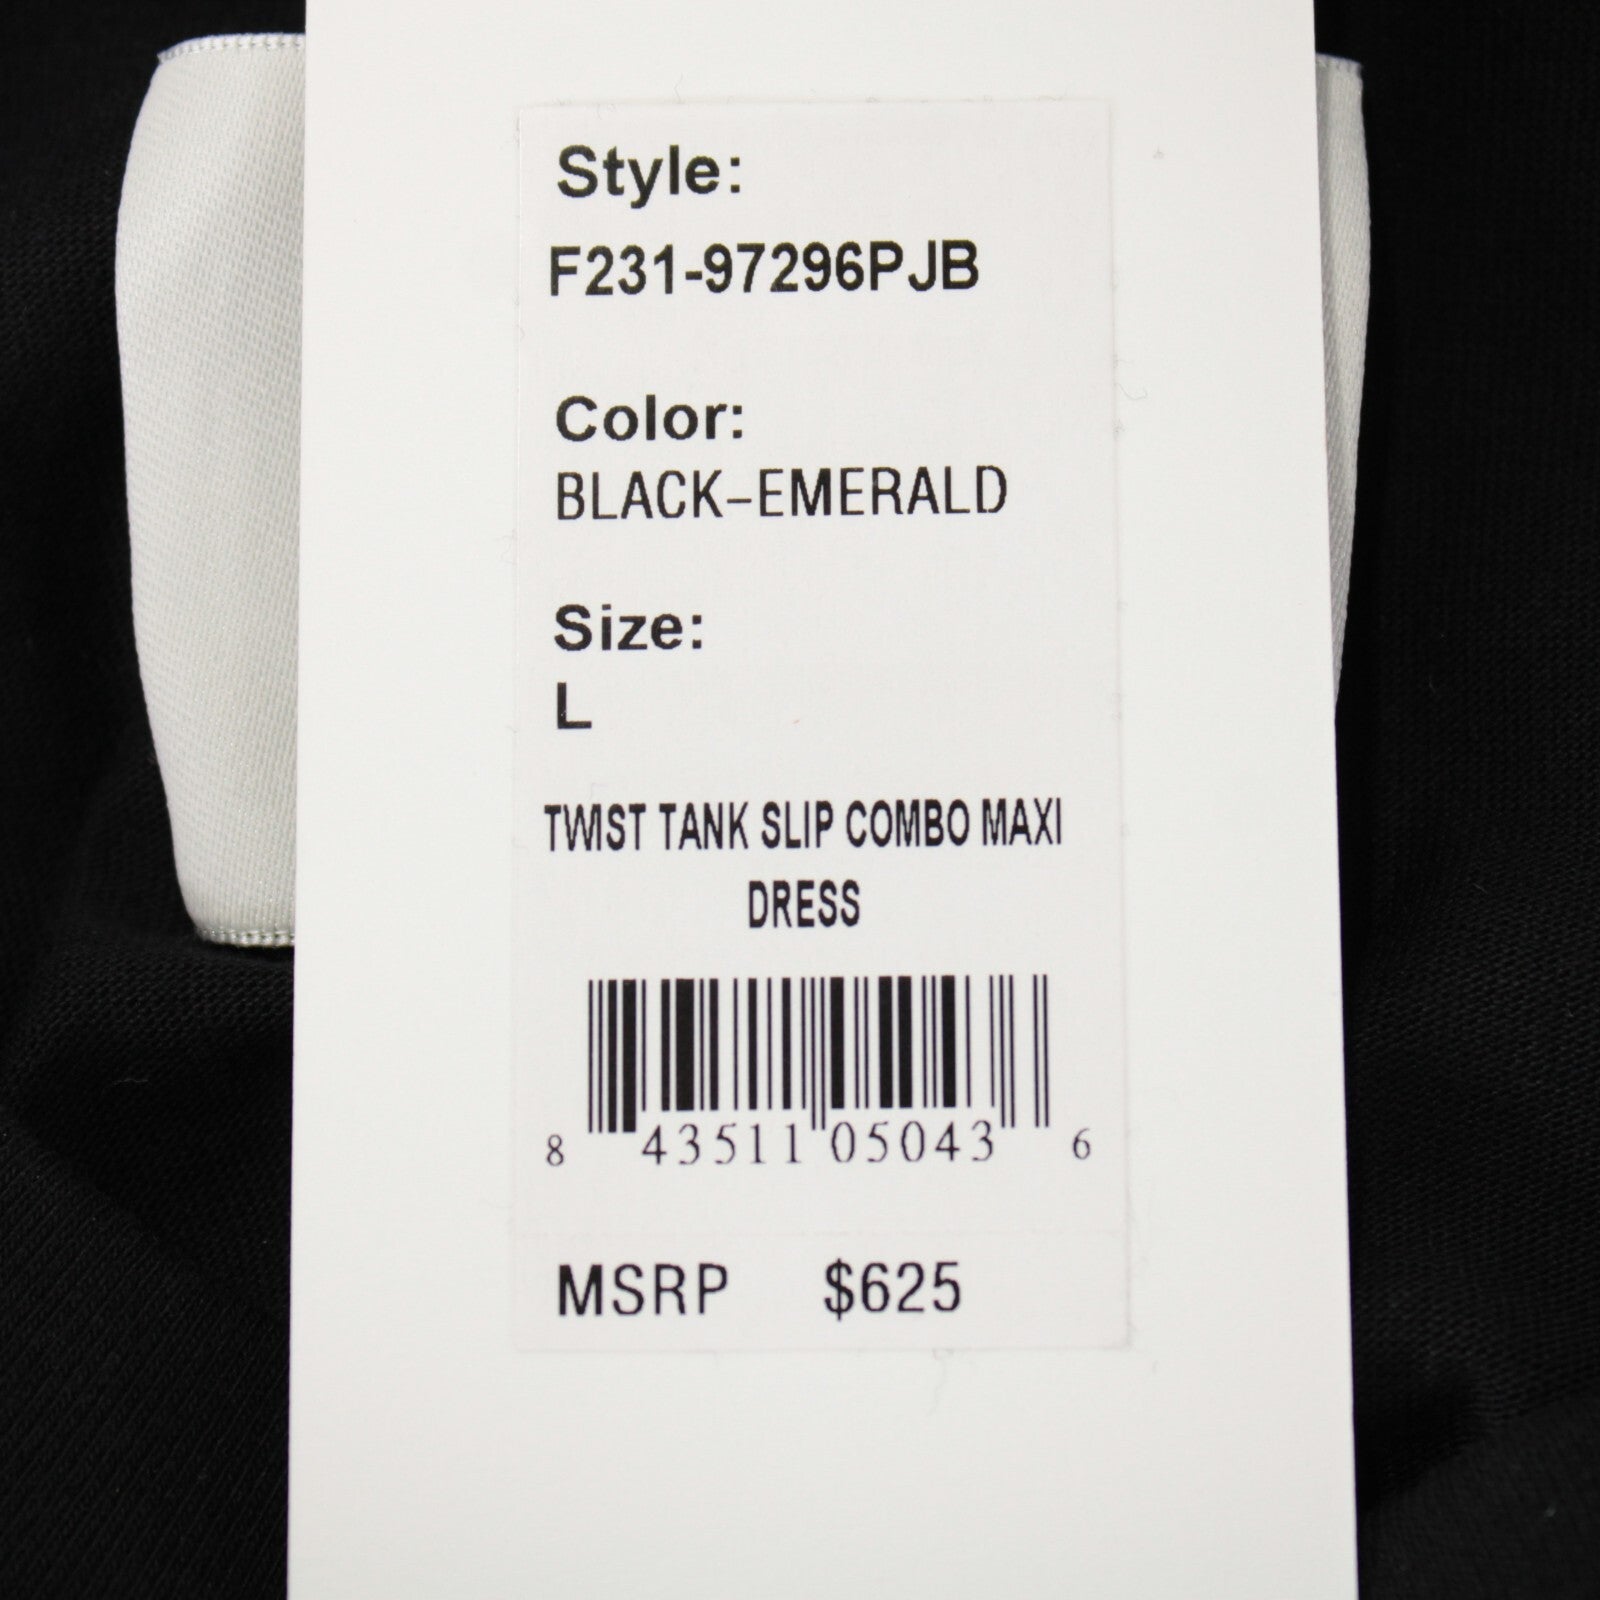 Style:
F231-97296PJB
Color:
BLACK–EMERALD
Size:
L
TWIST TANK SLIP COMBO MAXI
DRESS
8 43511 05043 6
MSRP $625